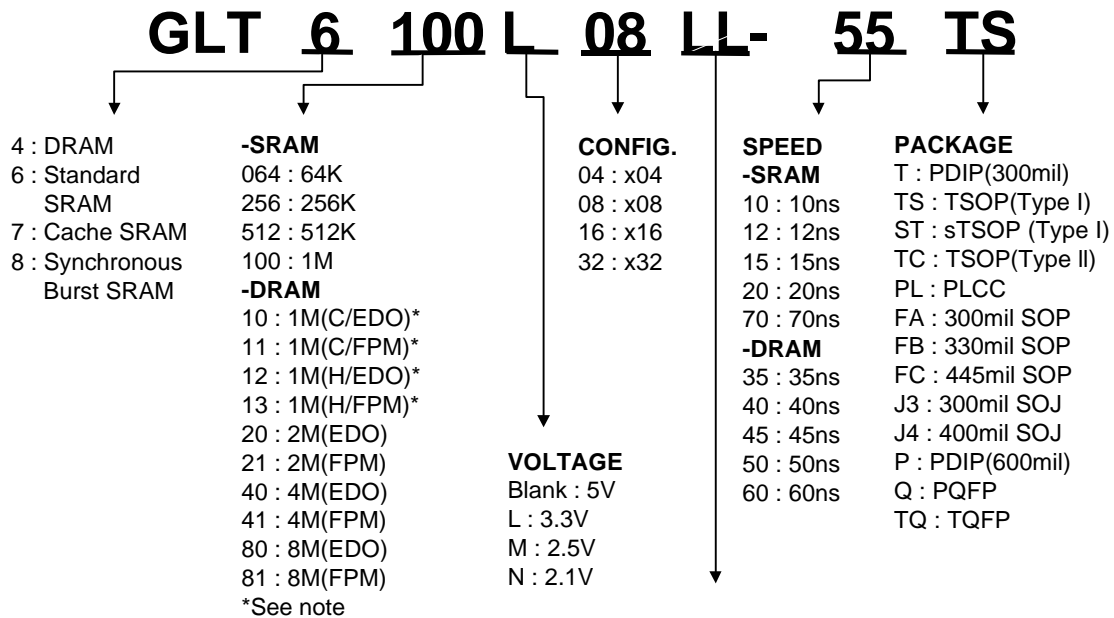 GLT 6 100 L 08 LL- 55 TS
4 : DRAM
6 : Standard
SRAM
7 : Cache SRAM
8 : Synchronous
Burst SRAM
-SRAM
064 : 64K
256 : 256K
512 : 512K
100 : 1M
-DRAM
10 : 1M(C/EDO)*
11 : 1M(C/FPM)*
12 : 1M(H/EDO)*
13 : 1M(H/FPM)*
20 : 2M(EDO)
21 : 2M(FPM)
40 : 4M(EDO)
41 : 4M(FPM)
80 : 8M(EDO)
81 : 8M(FPM)
*See note
VOLTAGE
Blank : 5V
L : 3.3V
M : 2.5V
N : 2.1V
CONFIG.
04 : x04
08 : x08
16 : x16
32 : x32
SPEED
-SRAM
10 : 10ns
12 : 12ns
15 : 15ns
20 : 20ns
70 : 70ns
-DRAM
35 : 35ns
40 : 40ns
45 : 45ns
50 : 50ns
60 : 60ns
PACKAGE
T : PDIP(300mil)
TS : TSOP(Type I)
ST : sTSOP (Type I)
TC : TSOP(Type ll)
PL : PLCC
FA : 300mil SOP
FB : 330mil SOP
FC : 445mil SOP
J3 : 300mil SOJ
J4 : 400mil SOJ
P : PDIP(600mil)
Q : PQFP
TQ : TQFP